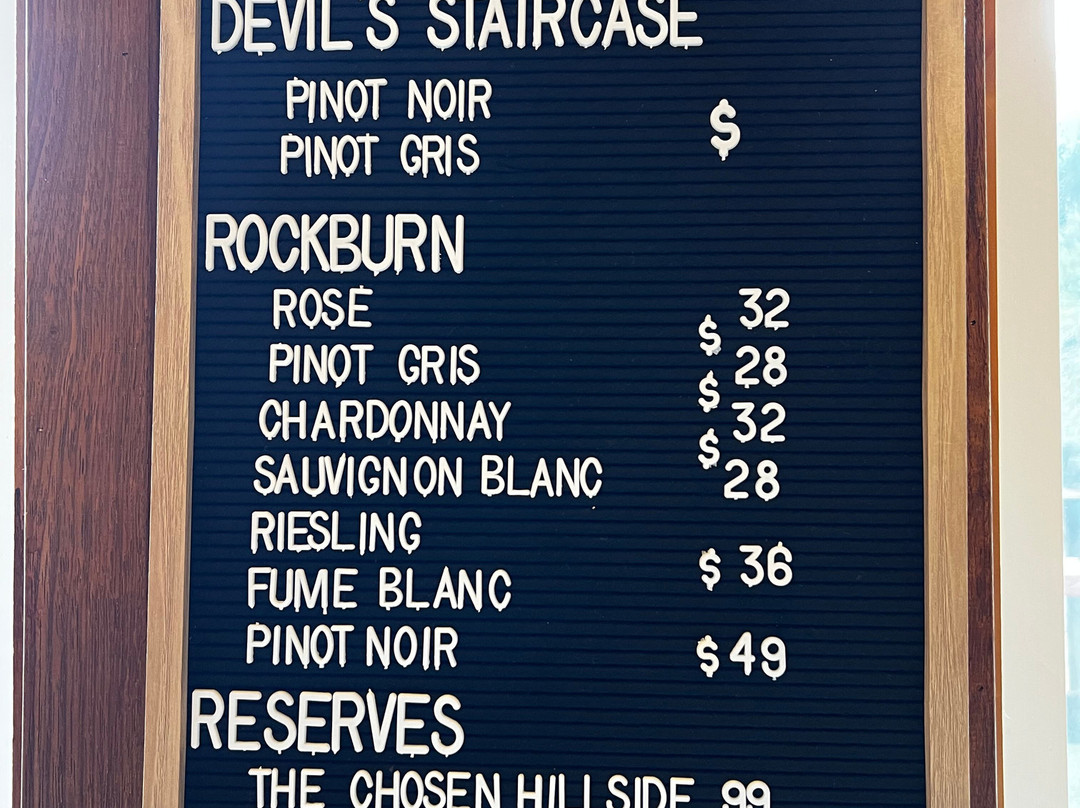 DEVIL'S STAIRCASE
PINOT NOIR
$
PINOT GRIS
ROCKBURN
ROSE 32
$
PINOT GRIS 28
$
CHARDONNAY 32
$
SAUVIGNON BLANC 28
RIESLING
$ 36
FUME BLANC
PINOT NOIR $49
RESERVES
THE CHOSEN HILLSIDE 99